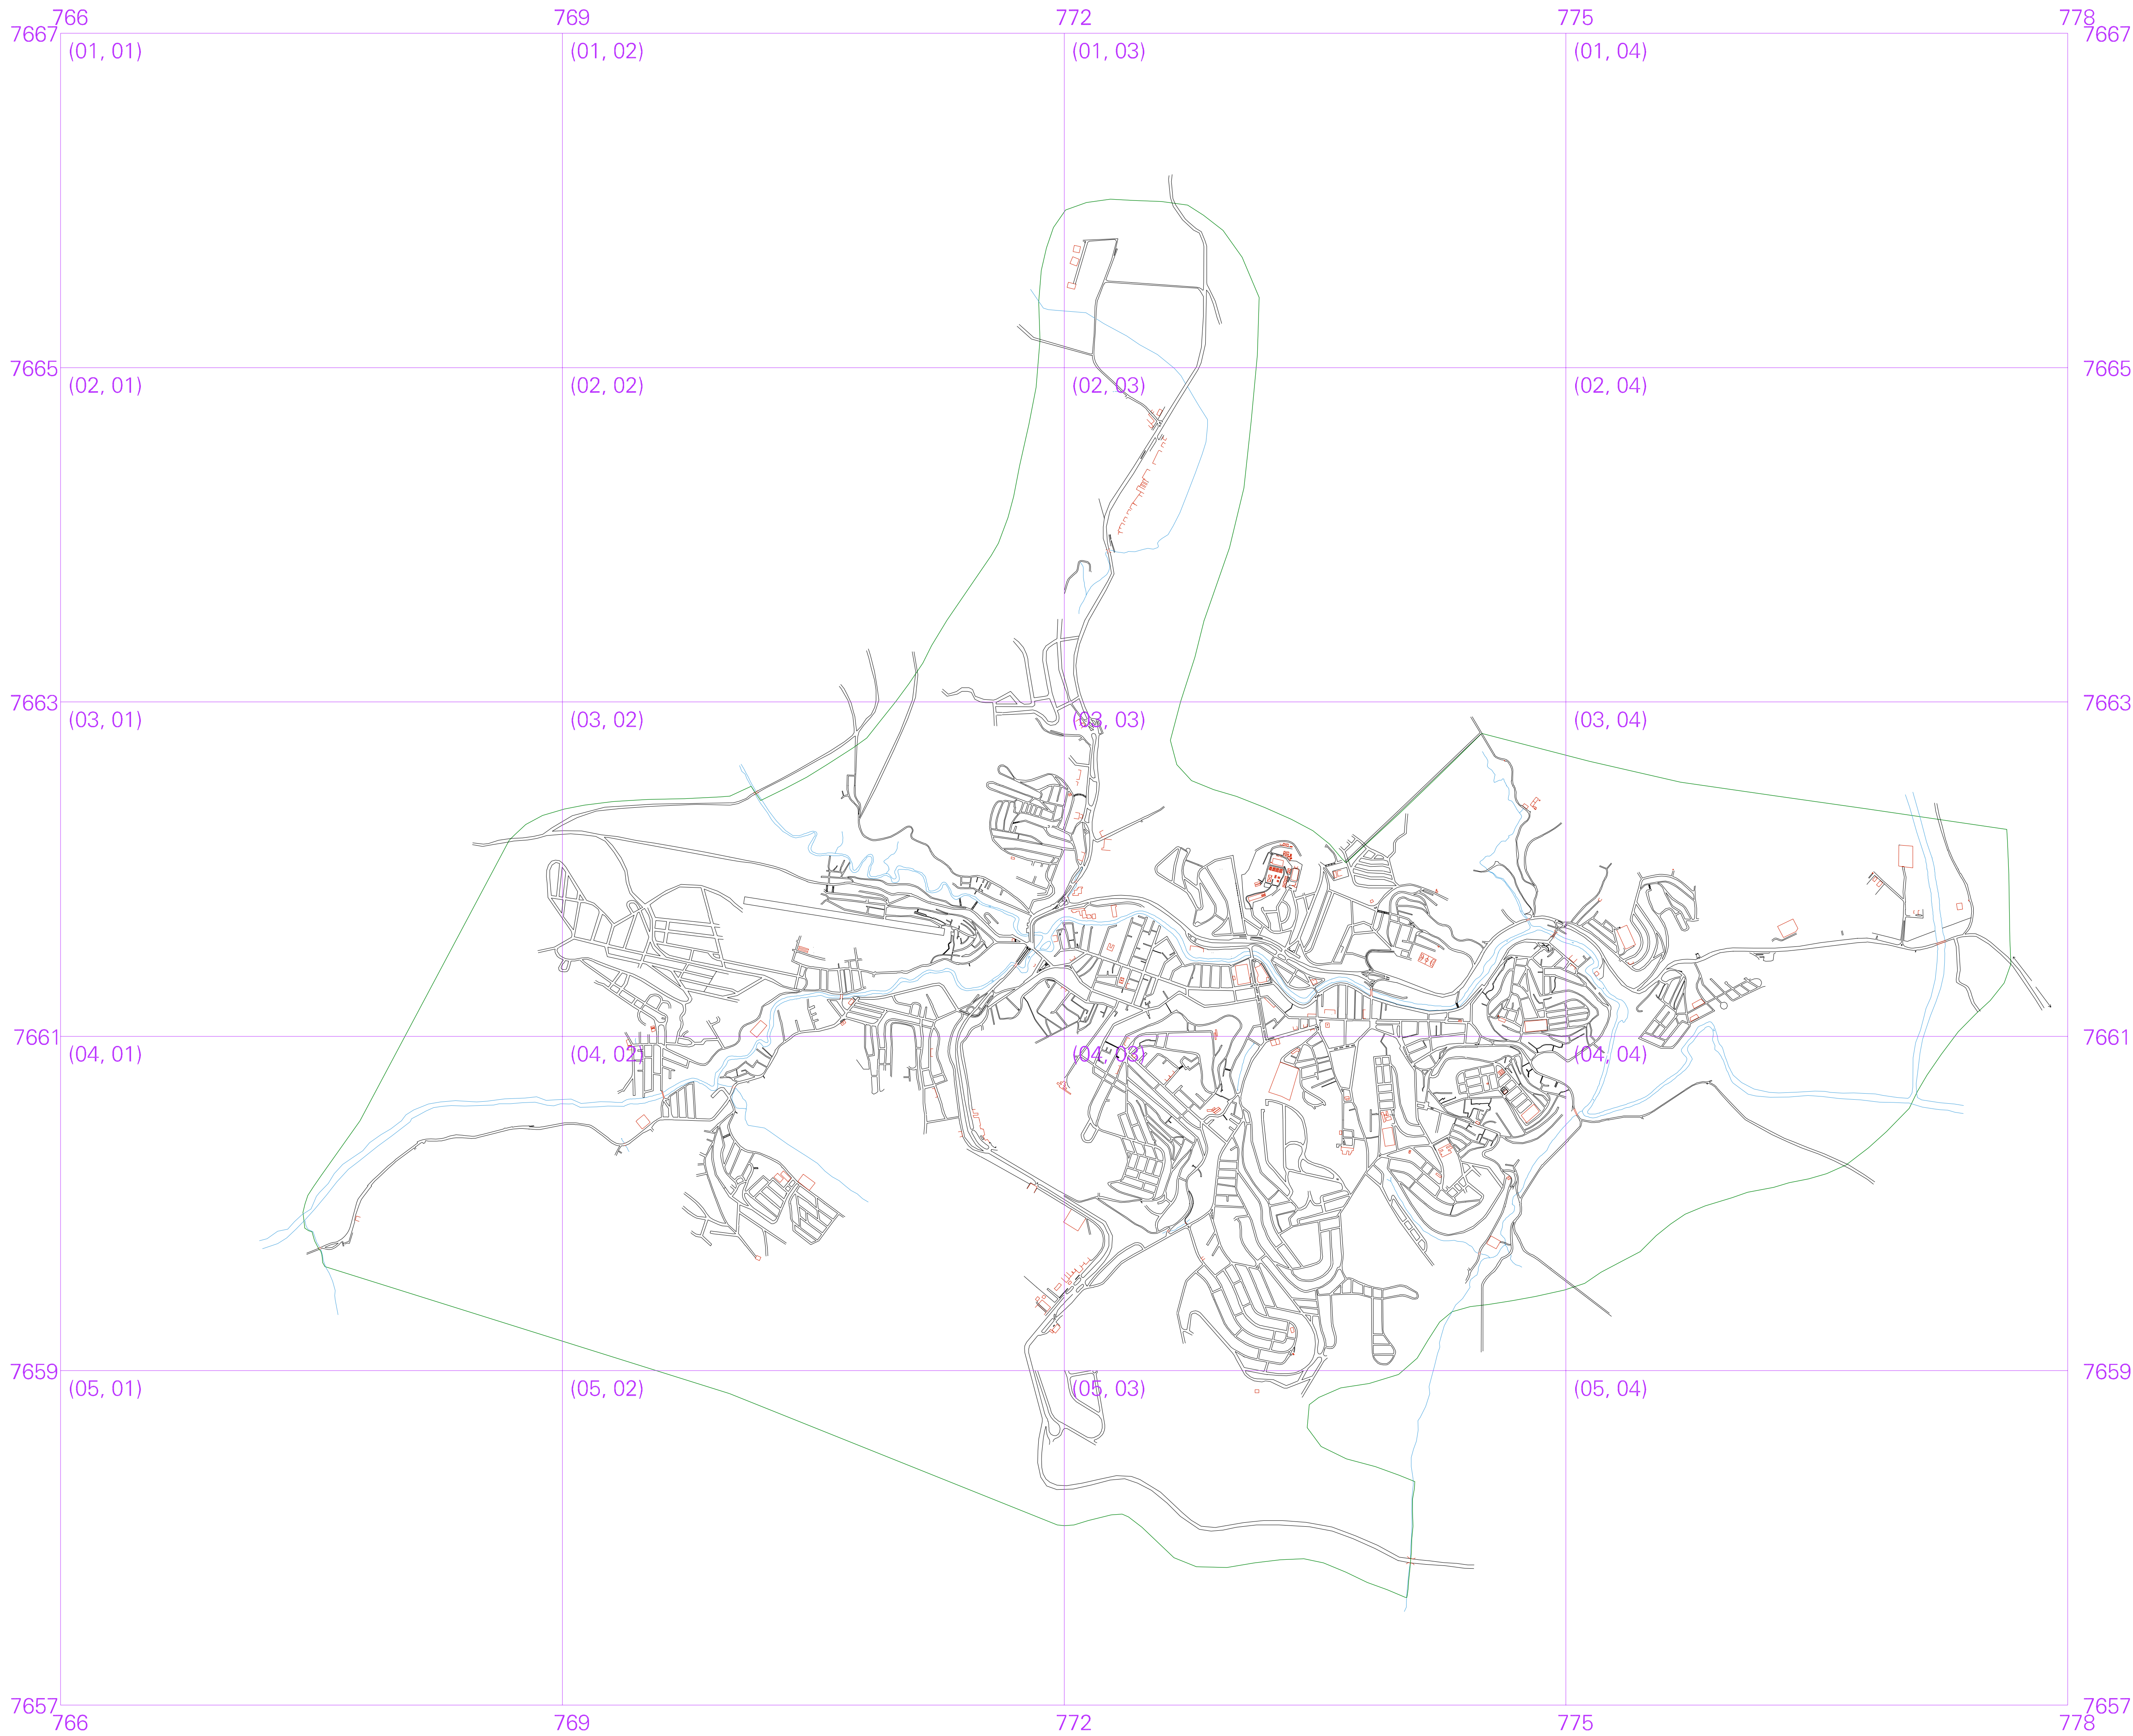 766 769 772 775 778
7667 7667
(01, 01) (01, 02) (01, 03) (01, 04)
7665 7665
(02, 01) (02, 02) (02, 03) (02, 04)
7663 7663
(03, 01) (03, 02) (03, 03) (03, 04)
7661 7661
(04, 01) (04, 02) (04, 03) (04, 04)
7659 7659
(05, 01) (05, 02) (05, 03) (05, 04)
7657 7657
766 769 772 775 778